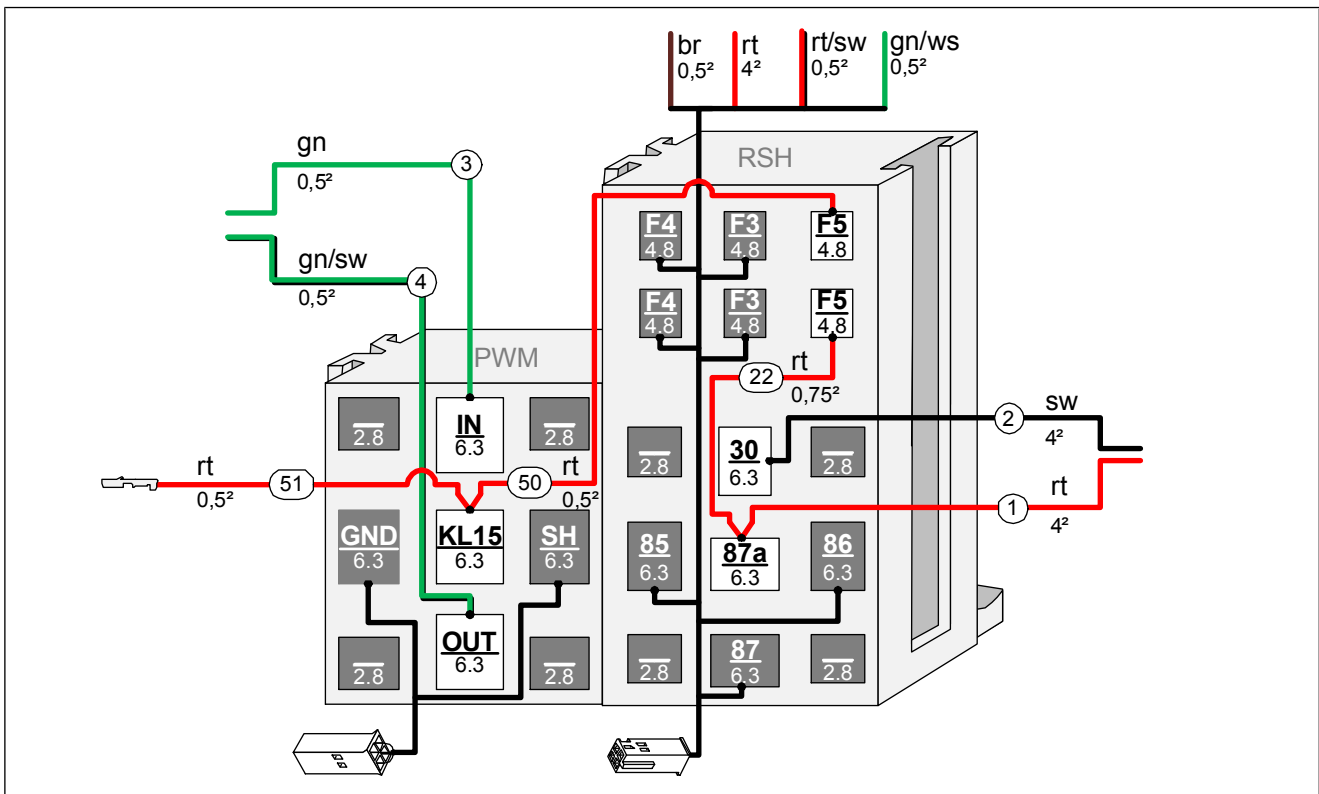 br rt rt/sw gn/ws
0,5² 4² 0,5² 0,5²
gn 3
0,5²
gn/sw 4
0,5²
RSH
F4 F3 F5
4.8 4.8 4.8
F4 F3 F5
4.8 4.8 4.8
22 rt
0,75²
30 2 sw
2.8 6.3 2.8 4²
1 rt
4²
85 87a 86
6.3 6.3 6.3
87
2.8 6.3 2.8
PWM
IN
2.8 6.3 2.8
rt 51 50 rt
0,5² 0,5²
GND KL15 SH
6.3 6.3 6.3
OUT
2.8 6.3 2.8